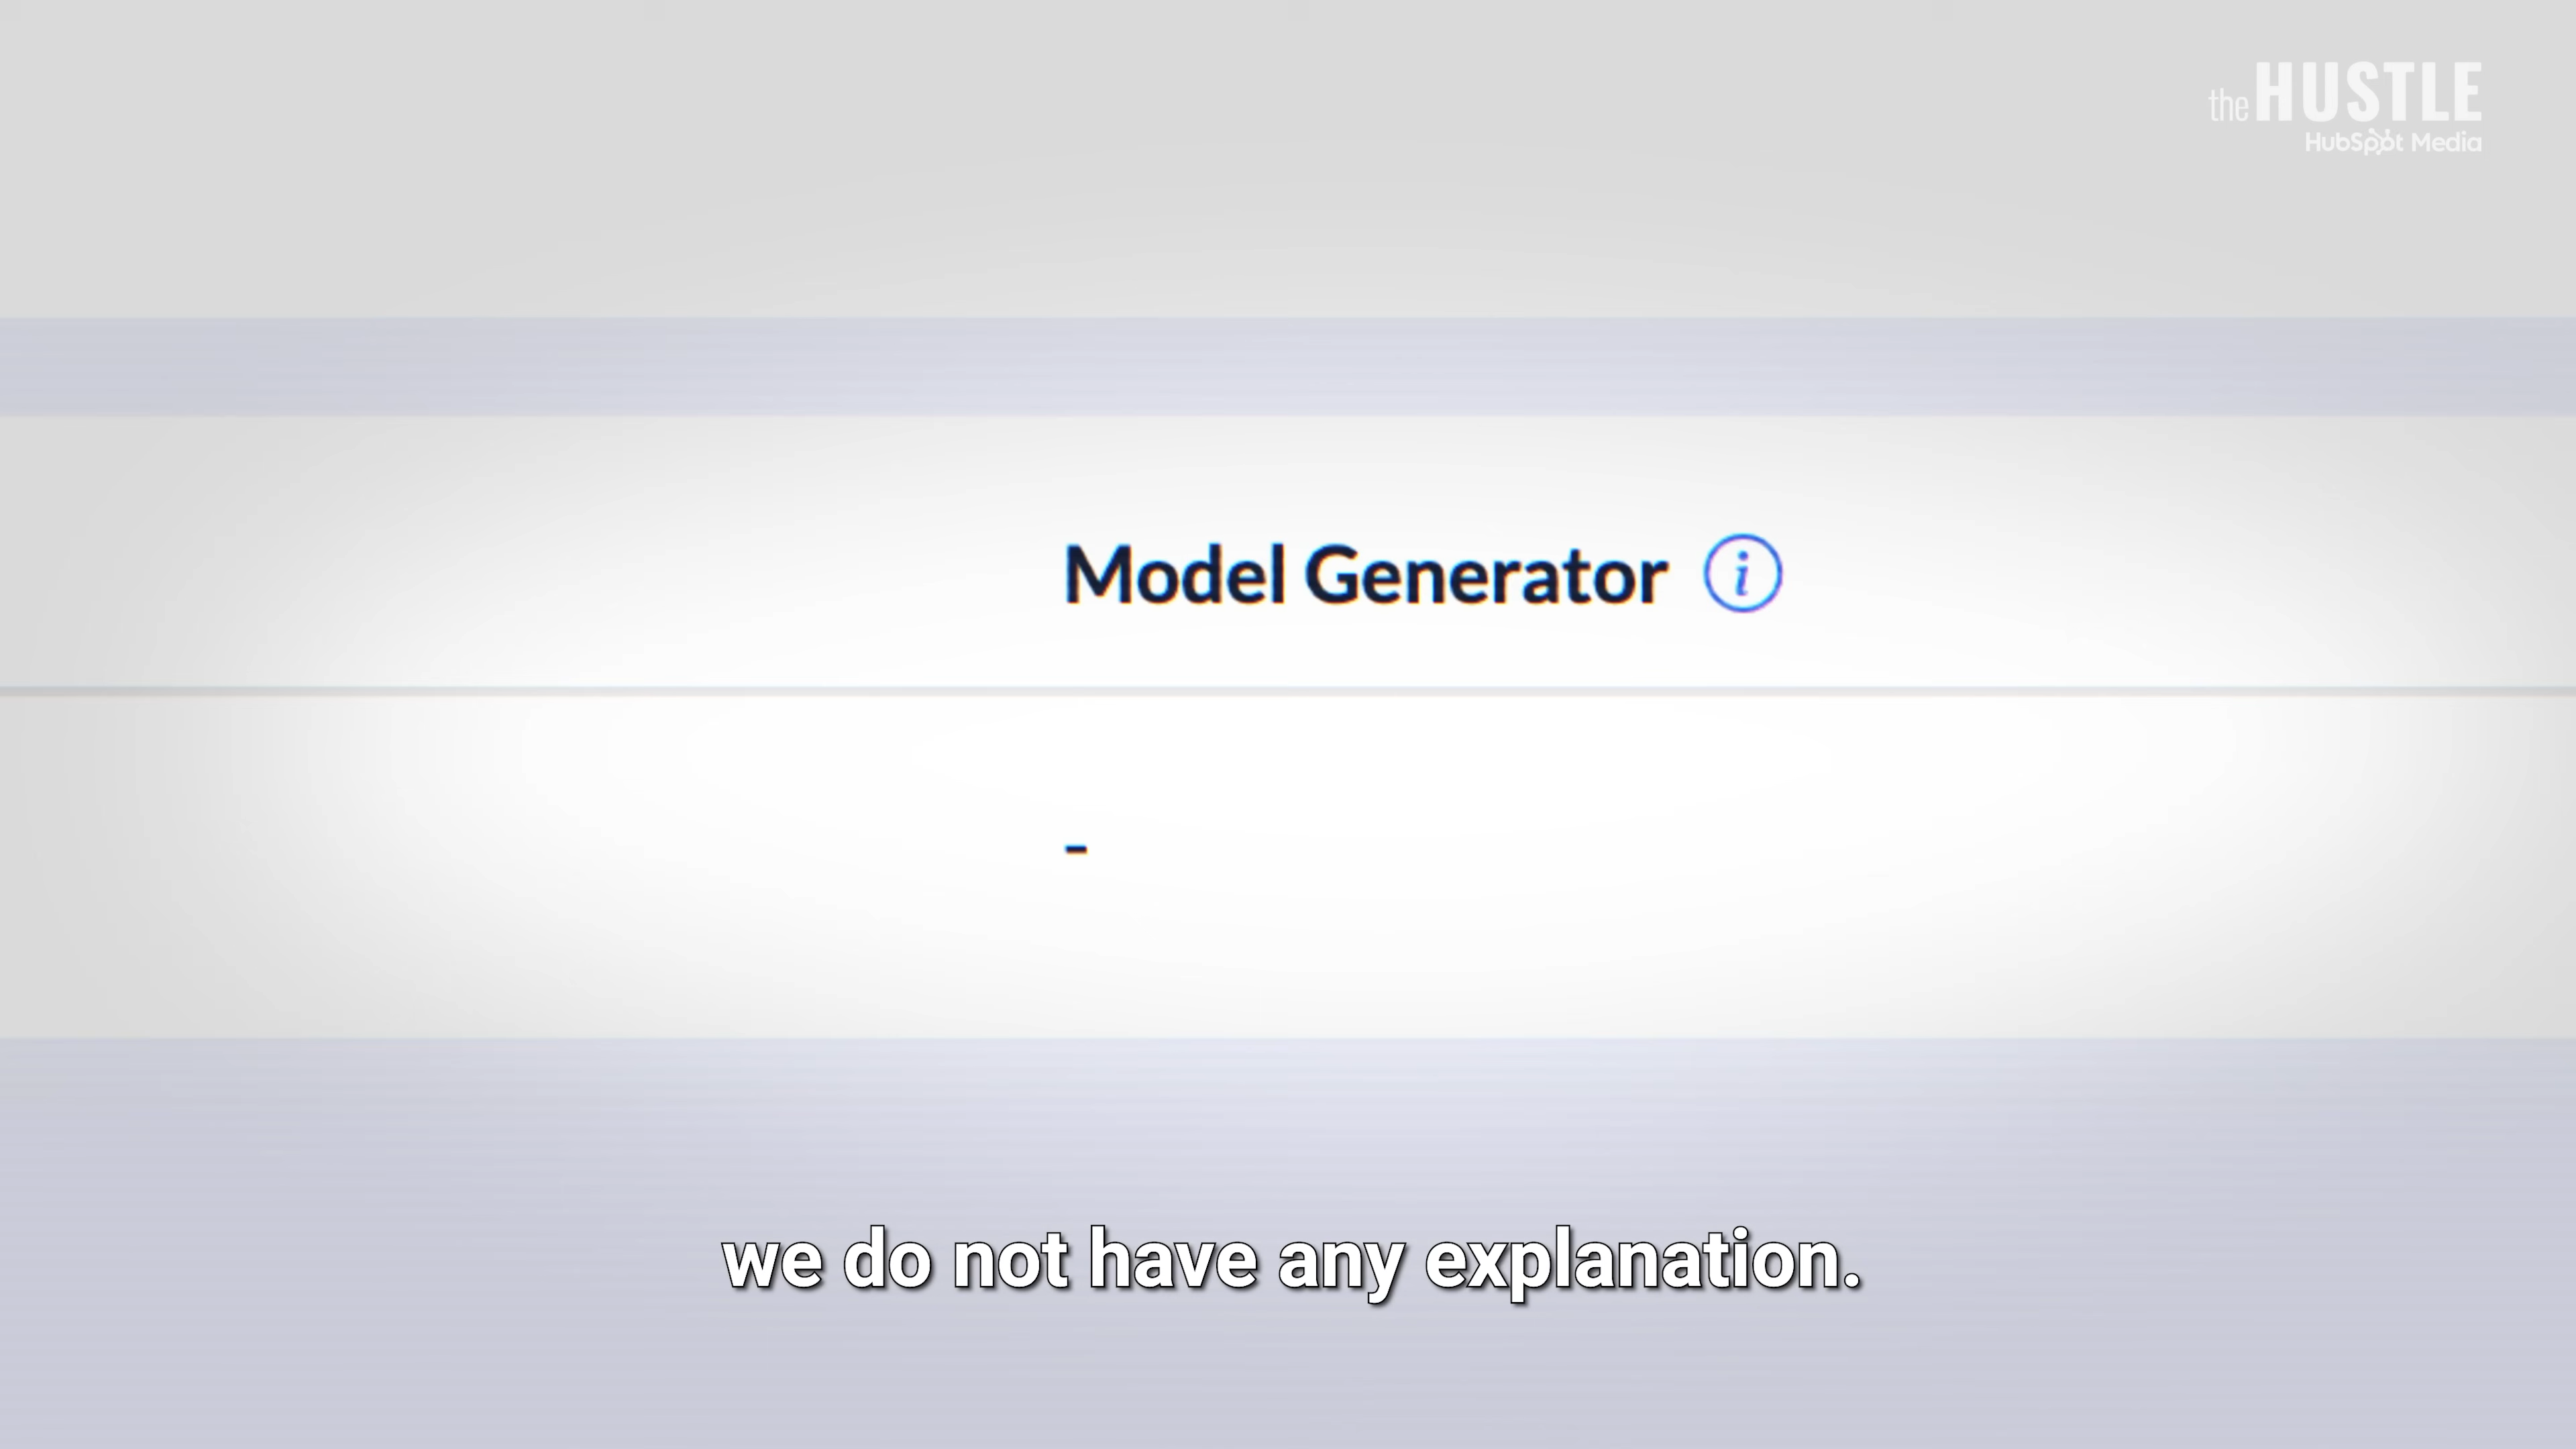 the HUSTLE
HubSpot Media
Model Generator i
-
we do not have any explanation.